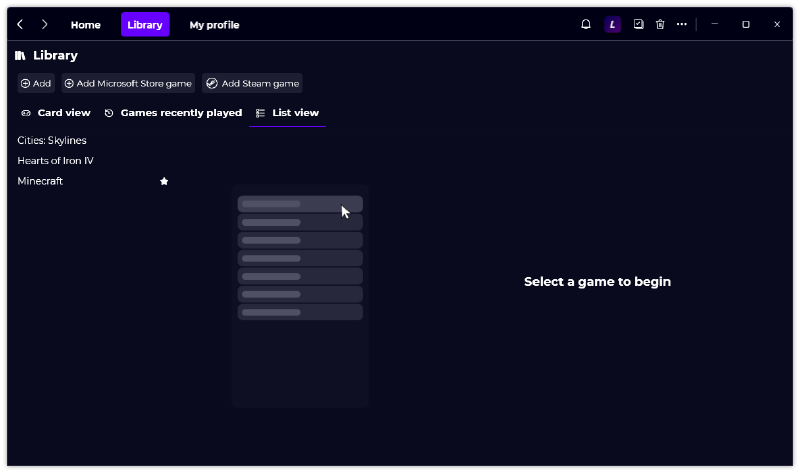 Home Library My profile L
Library
Add Add Microsoft Store game Add Steam game
Card view Games recently played List view
Cities: Skylines
Hearts of Iron IV
Minecraft
Select a game to begin